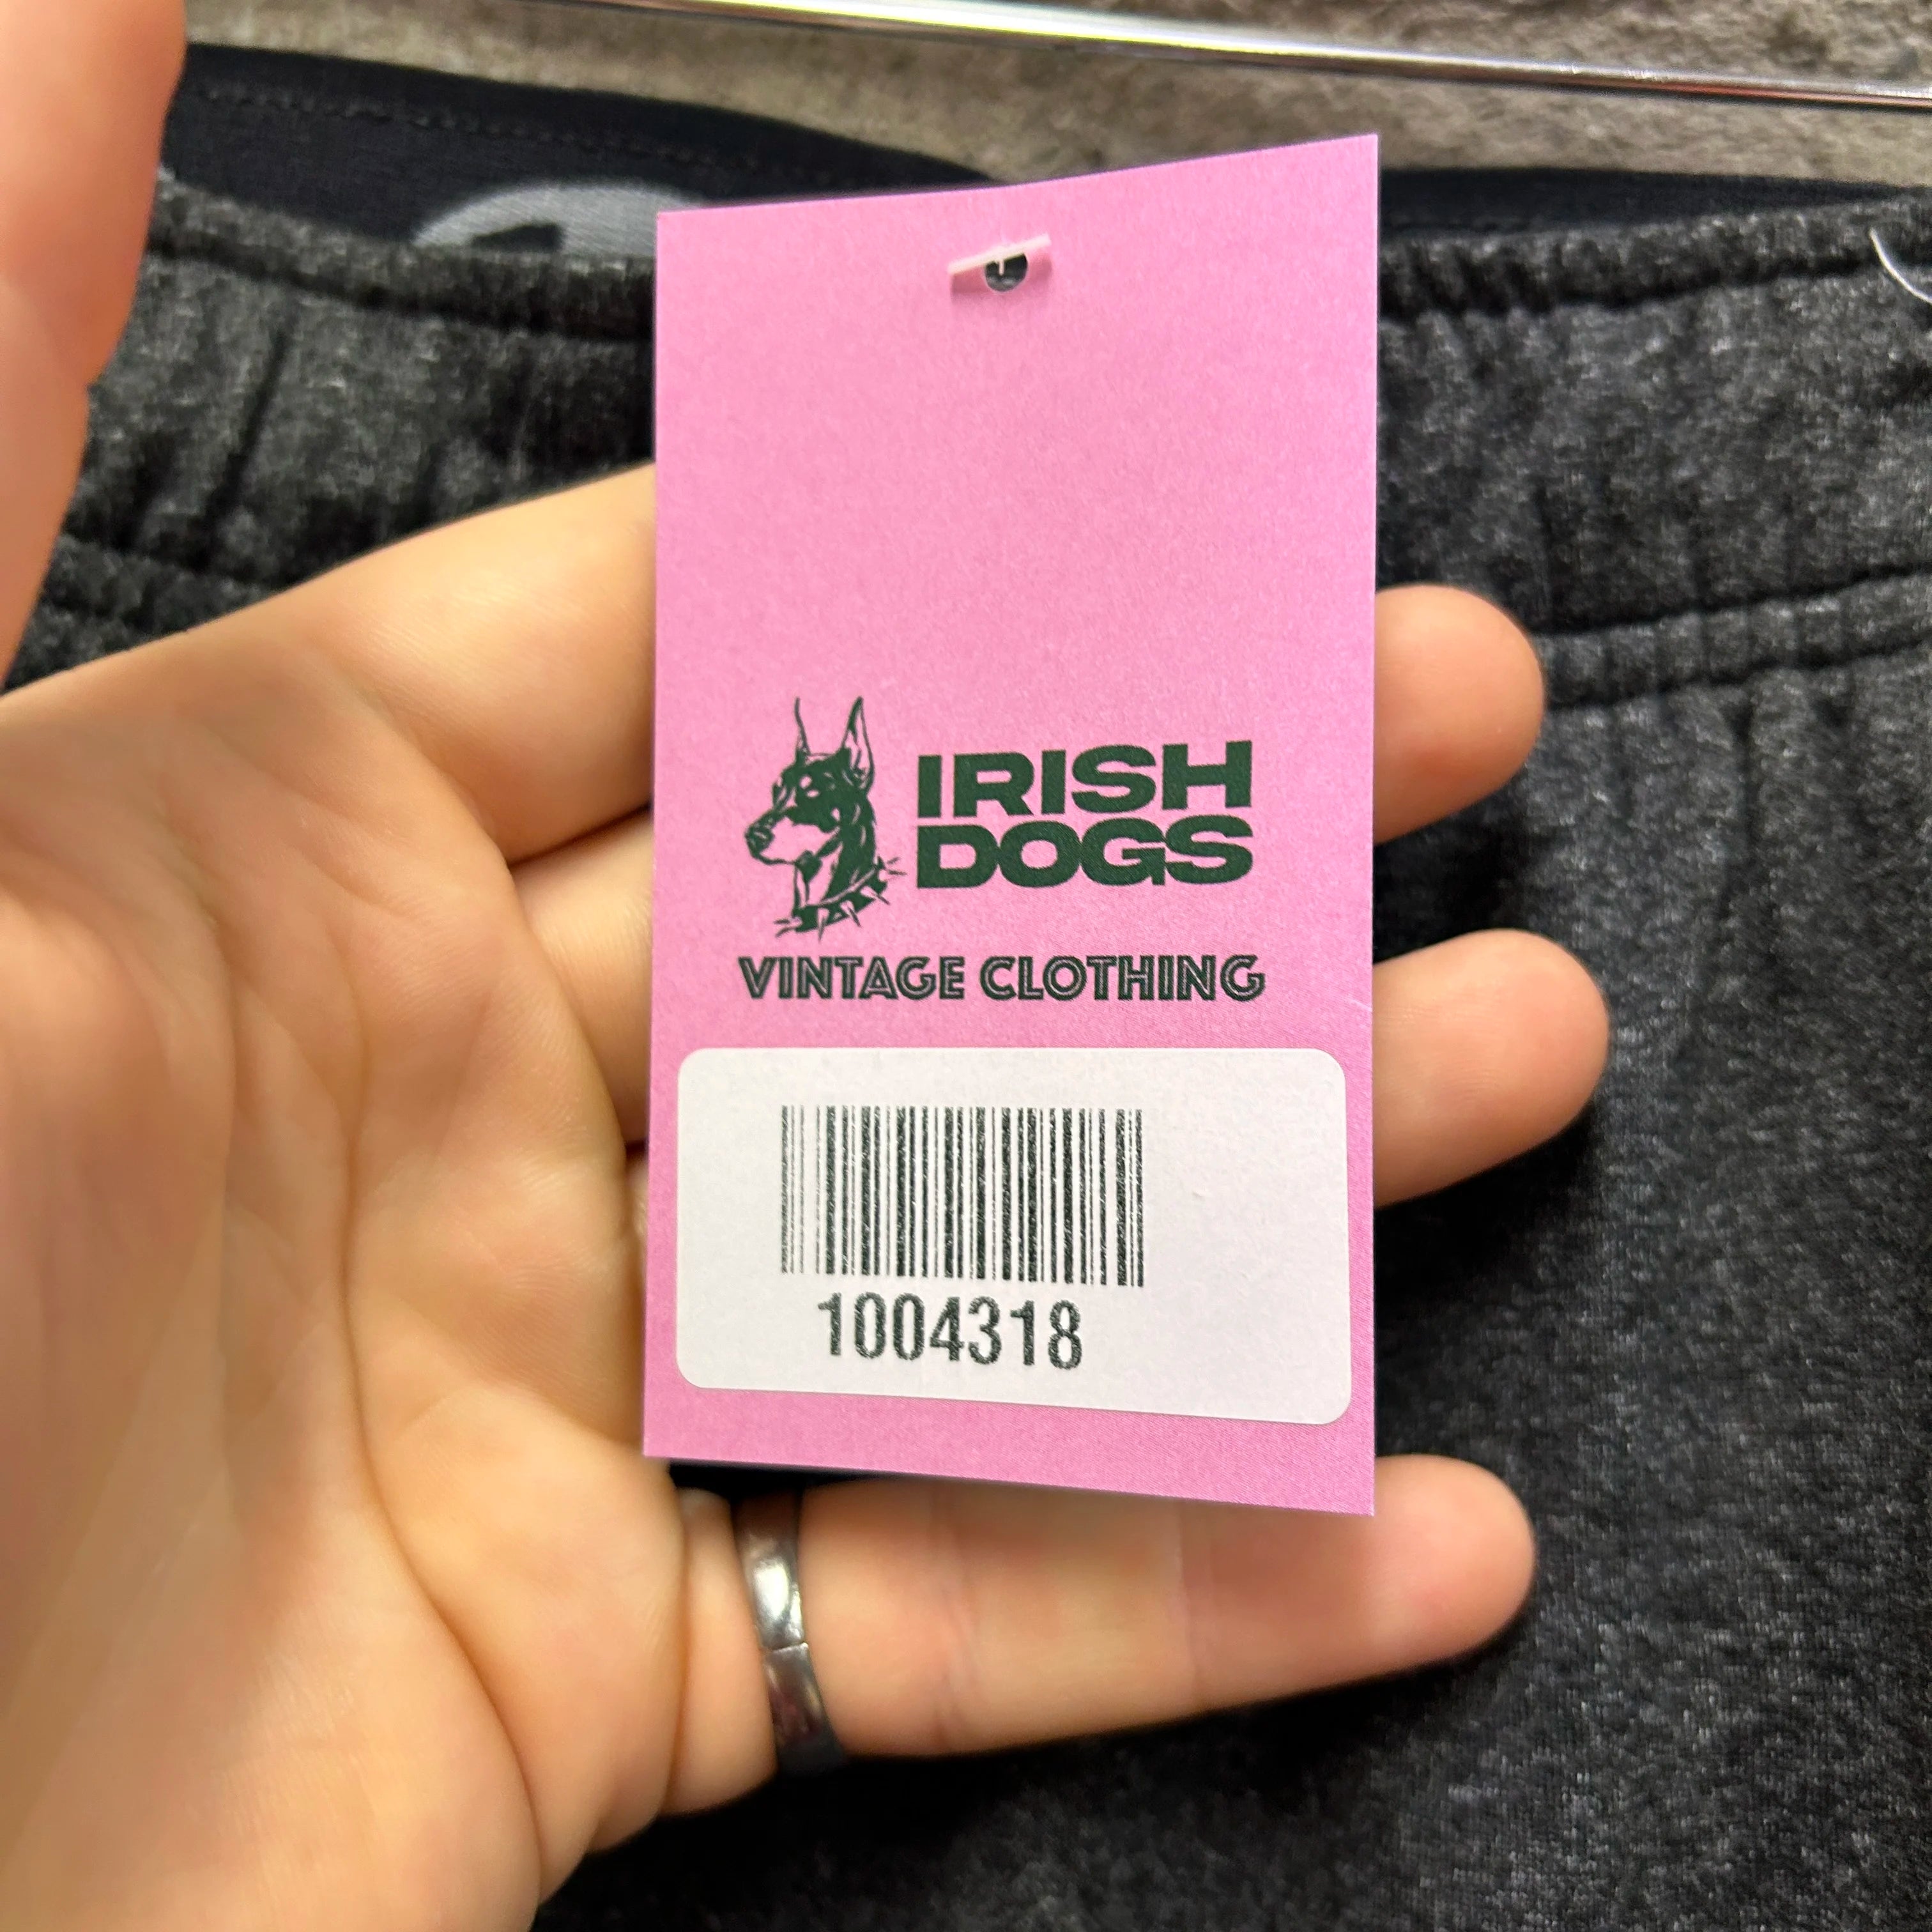 IRISH
DOGS
VINTAGE CLOTHING
1004318